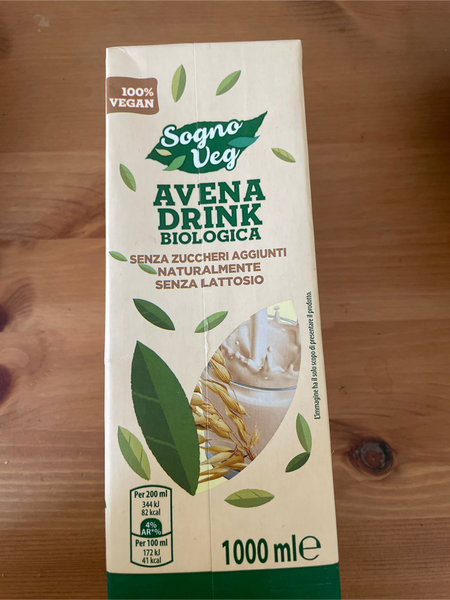 100%
VEGAN
Sogno
Veg
AVENA
DRINK
BIOLOGICA
SENZA ZUCCHERI AGGIUNTI
NATURALMENTE
SENZA LATTOSIO
L'immagine ha il solo scopo di presentare il prodotto.
Per 200 ml
344 kJ
82 kcal
4%
AR*%
Per 100 ml
172 kJ
41 kcal
1000 ml e